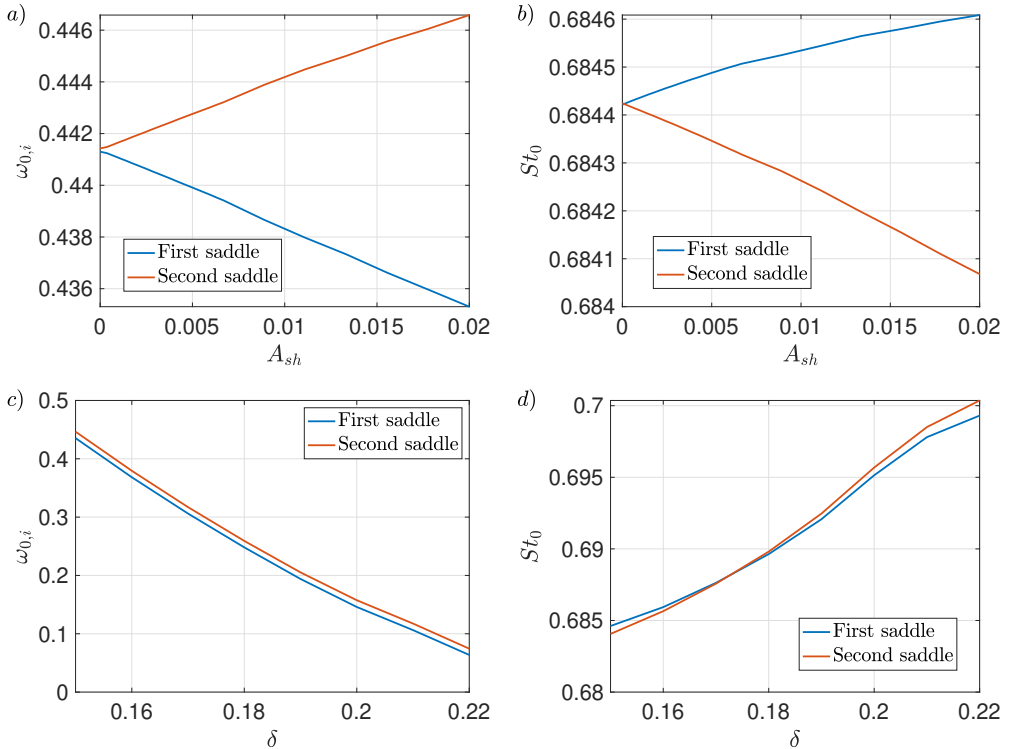 a)
0.446
0.444
0.442
0.44
0.438
0.436
ω0,i
First saddle
Second saddle
0 0.005 0.01 0.015 0.02
Ash
b)
0.6846
0.6845
0.6844
0.6843
0.6842
0.6841
0.684
St0
First saddle
Second saddle
0 0.005 0.01 0.015 0.02
Ash
c)
0.5
0.4
0.3
0.2
0.1
0
ω0,i
First saddle
Second saddle
0.16 0.18 0.2 0.22
δ
d)
0.7
0.695
0.69
0.685
0.68
St0
First saddle
Second saddle
0.16 0.18 0.2 0.22
δ